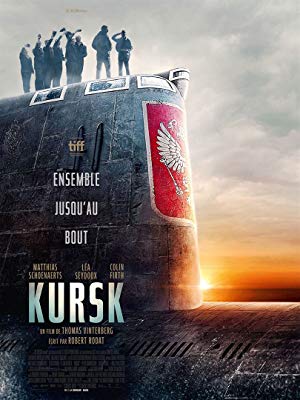 tiff
ENSEMBLE
JUSQU'AU
BOUT
MATTHIAS LÉA COLIN
SCHOENAERTS SEYDOUX FIRTH
KURSK
UN FILM DE THOMAS VINTERBERG
ÉCRIT PAR ROBERT RODAT